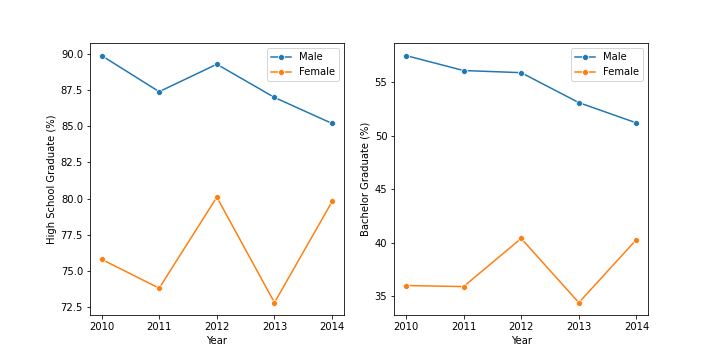 High School Graduate (%)
90.0
87.5
85.0
82.5
80.0
77.5
75.0
72.5
Male
Female
2010 2011 2012 2013 2014
Year
Bachelor Graduate (%)
55
50
45
40
35
Male
Female
2010 2011 2012 2013 2014
Year